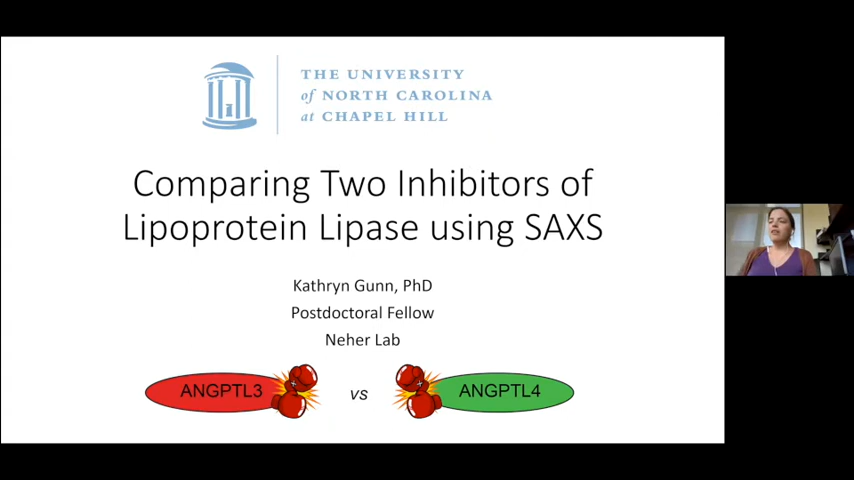 THE UNIVERSITY
of NORTH CAROLINA
at CHAPEL HILL
Comparing Two Inhibitors of
Lipoprotein Lipase using SAXS
Kathryn Gunn, PhD
Postdoctoral Fellow
Neher Lab
ANGPTL3 vs ANGPTL4